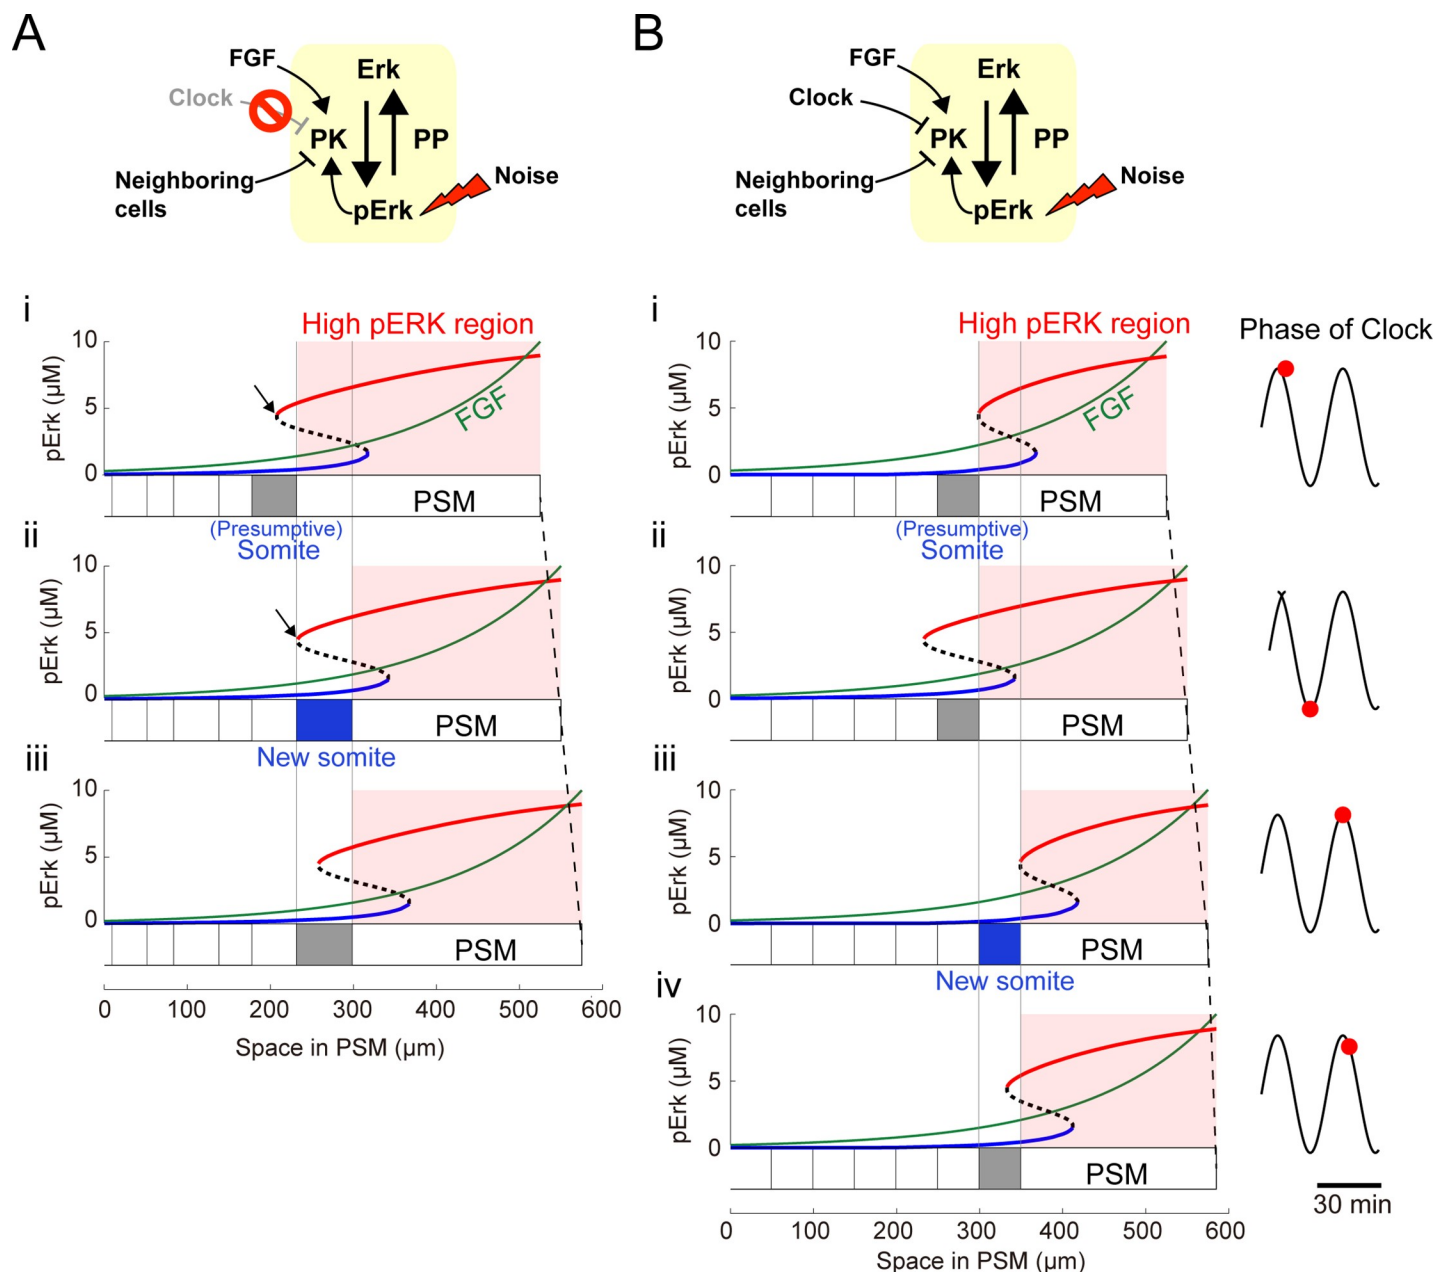 A
FGF
Clock
Erk
PK
PP
Neighboring
cells
pErk
Noise
i
High pERK region
10
5
0
pErk (µM)
FGF
PSM
(Presumptive)
Somite
ii
10
5
0
pErk (µM)
PSM
New somite
iii
10
5
0
pErk (µM)
PSM
0 100 200 300 400 500 600
Space in PSM (µm)
B
FGF
Clock
Erk
PK
PP
Neighboring
cells
pErk
Noise
i
High pERK region
Phase of Clock
10
5
0
pErk (µM)
FGF
PSM
(Presumptive)
Somite
ii
10
5
0
pErk (µM)
PSM
iii
10
5
0
pErk (µM)
PSM
New somite
iv
10
5
0
pErk (µM)
PSM
30 min
0 100 200 300 400 500 600
Space in PSM (µm)